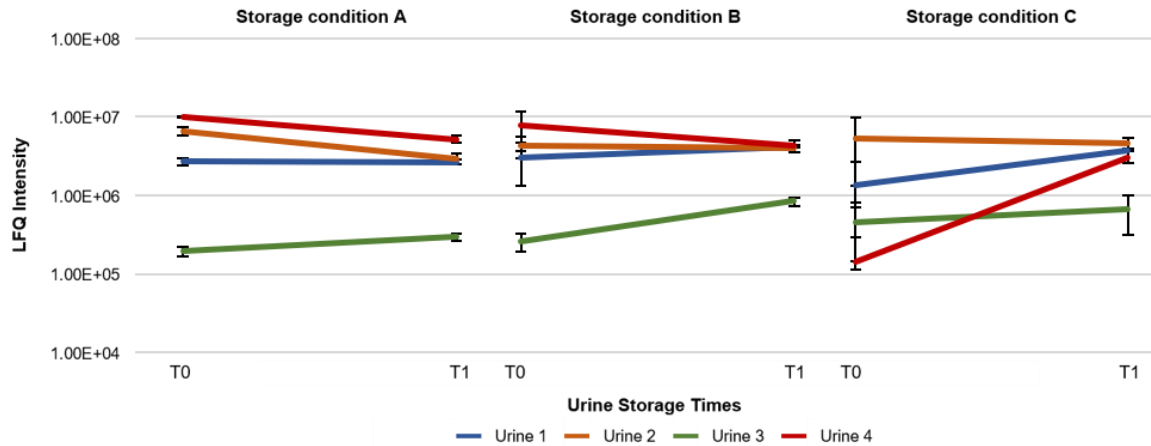 Storage condition A Storage condition B Storage condition C
1.00E+08
1.00E+07
1.00E+06
1.00E+05
1.00E+04
LFQ Intensity
T0 T1 T0 T1 T0 T1
Urine Storage Times
Urine 1 Urine 2 Urine 3 Urine 4